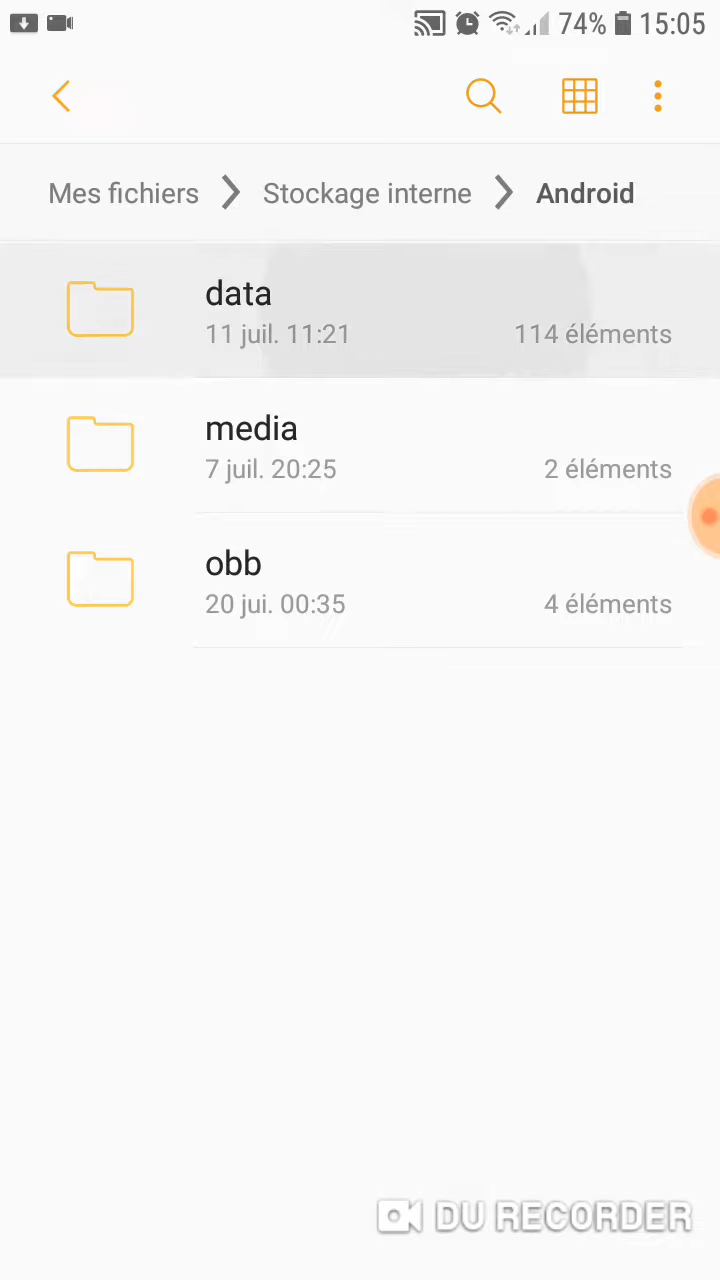 74% 15:05
Mes fichiers Stockage interne Android
data
11 juil. 11:21 114 éléments
media
7 juil. 20:25 2 éléments
obb
20 jui. 00:35 4 éléments
DU RECORDER